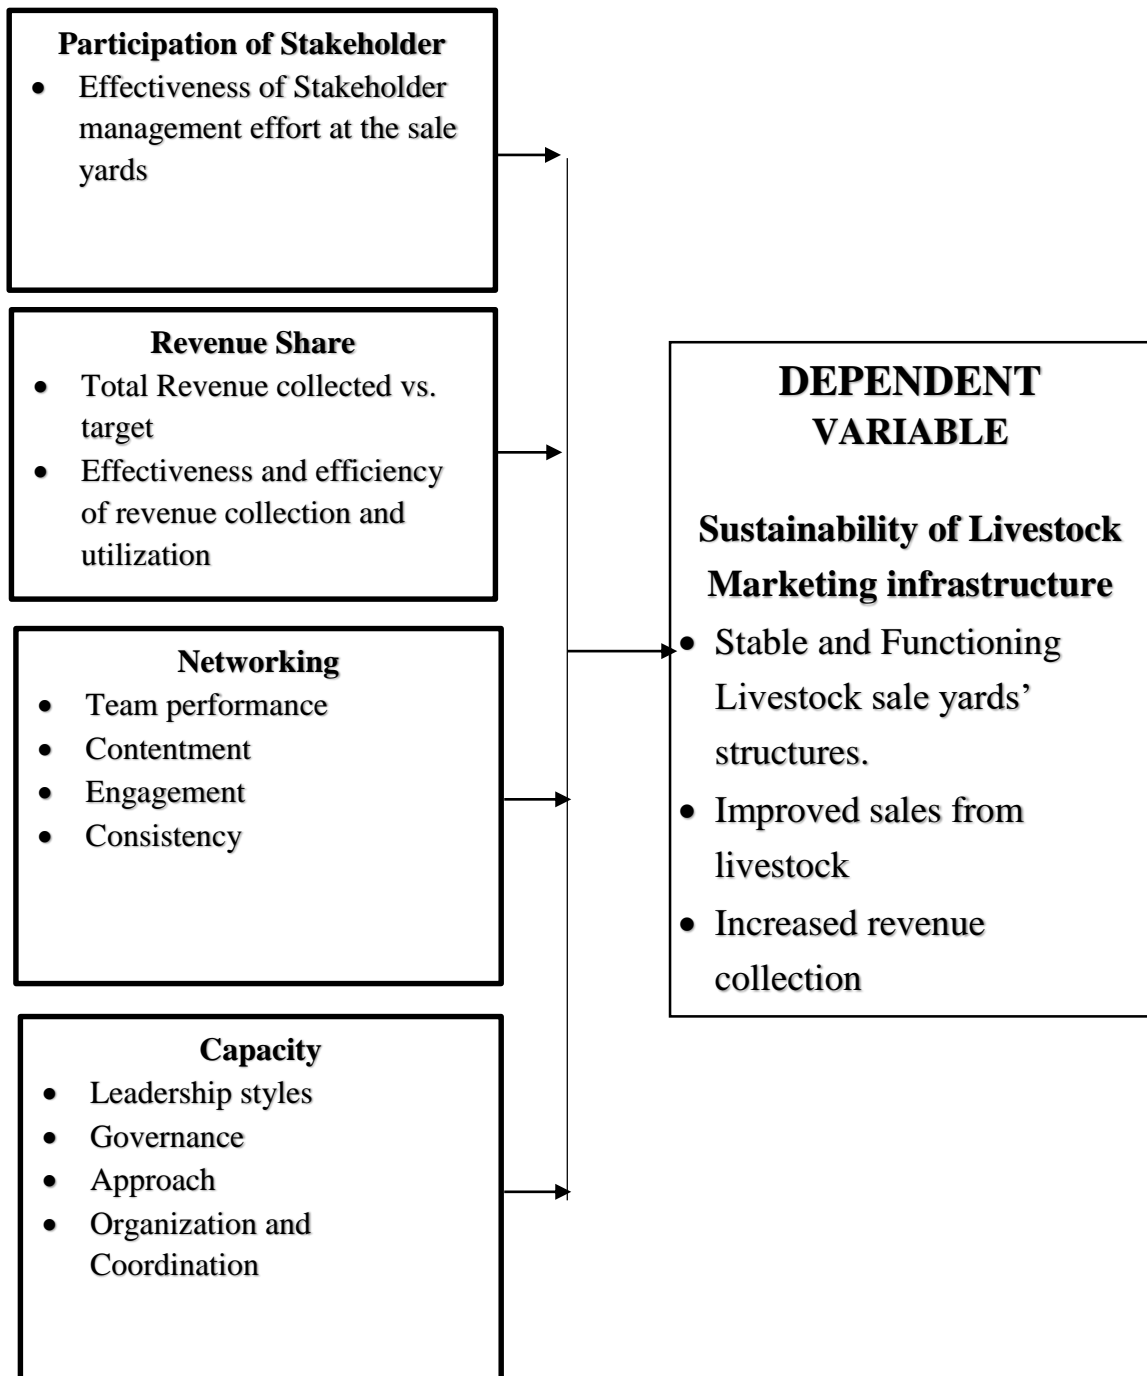 Participation of Stakeholder
• Effectiveness of Stakeholder
management effort at the sale
yards
Revenue Share
• Total Revenue collected vs.
target
• Effectiveness and efficiency
of revenue collection and
utilization
Networking
• Team performance
• Contentment
• Engagement
• Consistency
Capacity
• Leadership styles
• Governance
• Approach
• Organization and
Coordination
DEPENDENT
VARIABLE
Sustainability of Livestock
Marketing infrastructure
• Stable and Functioning
Livestock sale yards’
structures.
• Improved sales from
livestock
• Increased revenue
collection